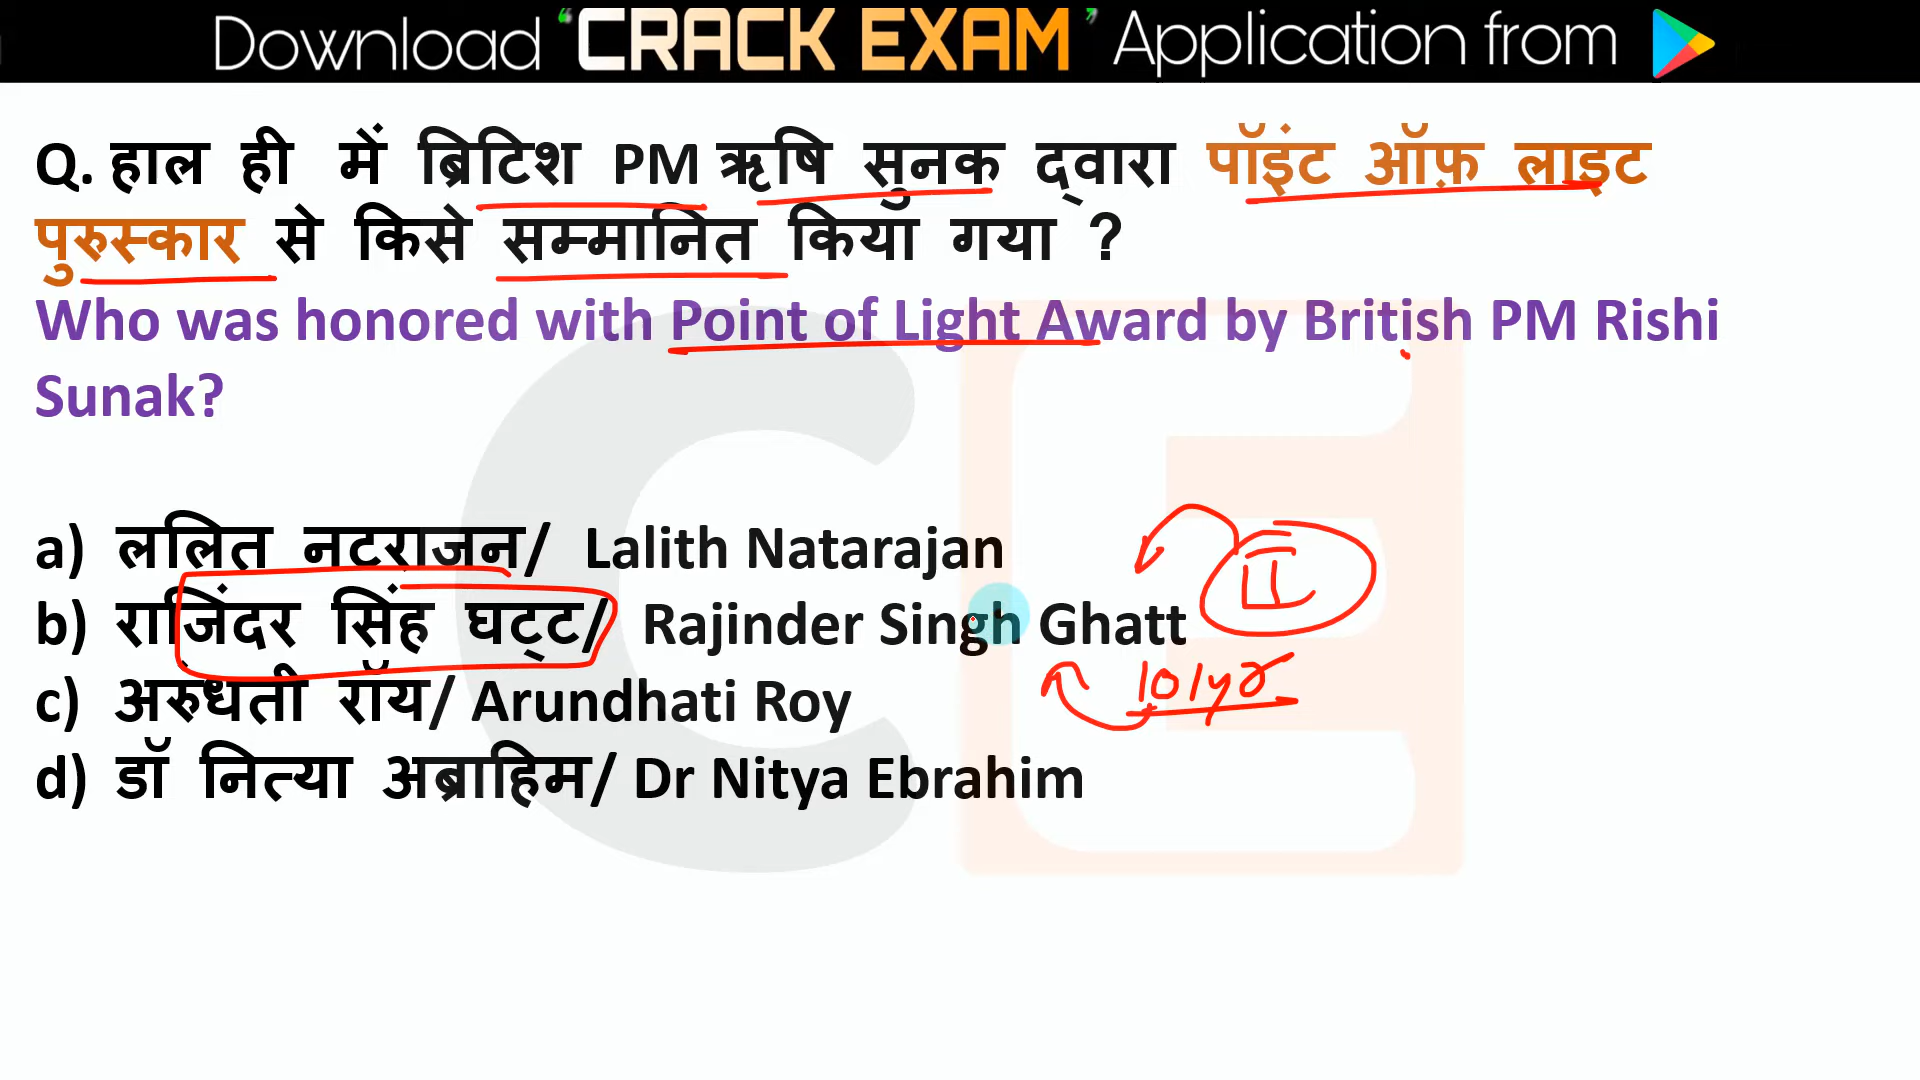 Download 'CRACK EXAM' Application from
Q. हाल ही में ब्रिटिश PM ऋषि सुनक द्वारा पॉइंट ऑफ़ लाइट
पुरुस्कार से किसे सम्मानित किया गया ?
Who was honored with Point of Light Award by British PM Rishi
Sunak?
a) ललित नटराजन/ Lalith Natarajan
b) राजिंदर सिंह घट्ट/ Rajinder Singh Ghatt
II
101yr
c) अरुंधती रॉय/ Arundhati Roy
d) डॉ नित्या अब्राहिम/ Dr Nitya Ebrahim